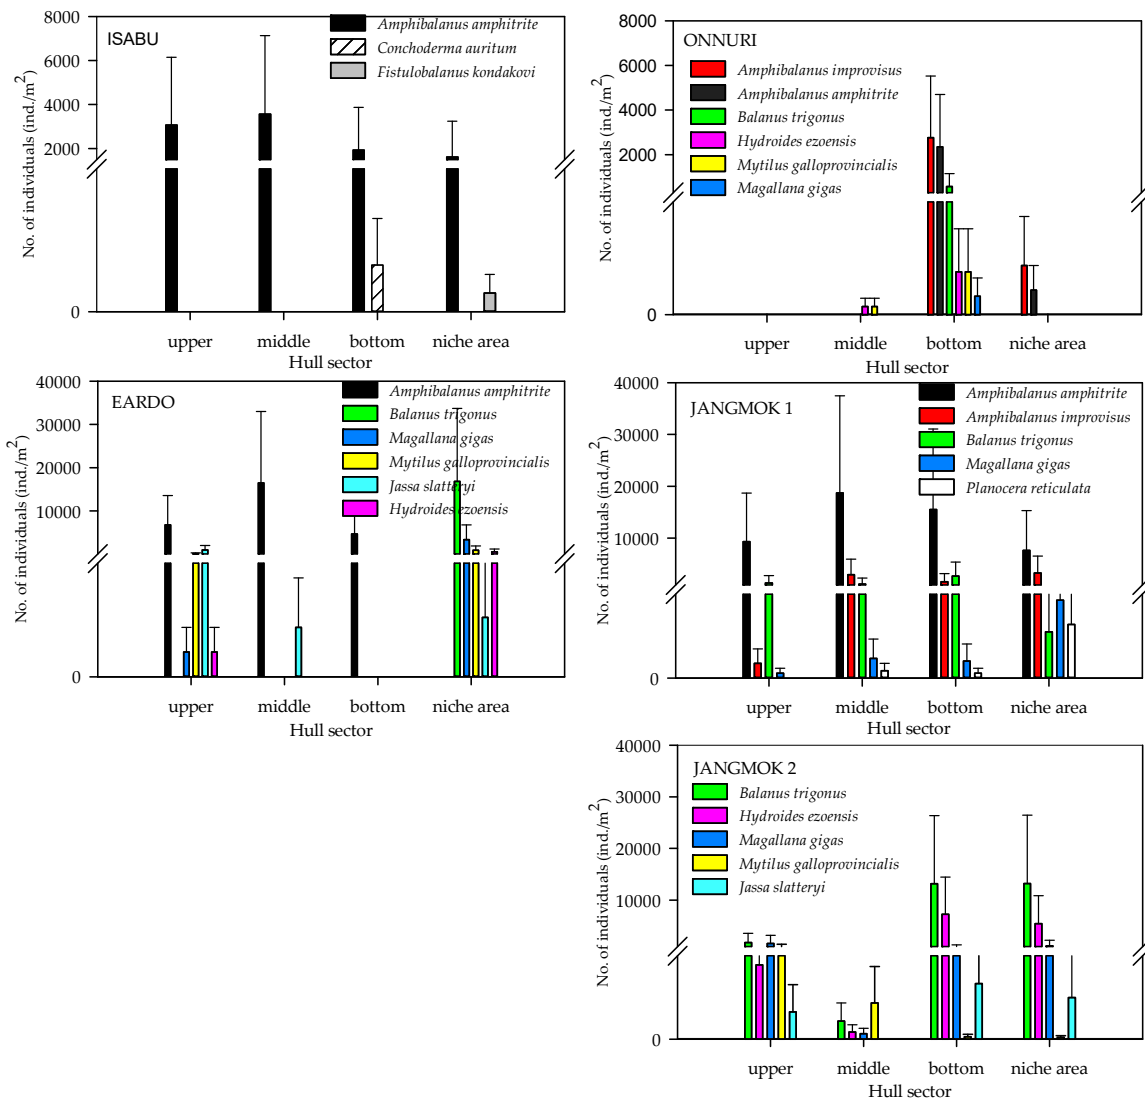 ISABU
Amphibalanus amphitrite
Conchoderma auritum
Fistulobalanus kondakovi
No. of individuals (ind./m2)
8000
6000
4000
2000
0
upper middle bottom niche area
Hull sector
ONNURI
Amphibalanus improvisus
Amphibalanus amphitrite
Balanus trigonus
Hydroides ezoensis
Mytilus galloprovincialis
Magallana gigas
No. of individuals (ind./m2)
8000
6000
4000
2000
0
upper middle bottom niche area
Hull sector
EARDO
Amphibalanus amphitrite
Balanus trigonus
Magallana gigas
Mytilus galloprovincialis
Jassa slatteryi
Hydroides ezoensis
No. of individuals (ind./m2)
40000
30000
20000
10000
0
upper middle bottom niche area
Hull sector
JANGMOK 1
Amphibalanus amphitrite
Amphibalanus improvisus
Balanus trigonus
Magallana gigas
Planocera reticulata
No. of individuals (ind./m2)
40000
30000
20000
10000
0
upper middle bottom niche area
Hull sector
JANGMOK 2
Balanus trigonus
Hydroides ezoensis
Magallana gigas
Mytilus galloprovincialis
Jassa slatteryi
No. of individuals (ind./m2)
40000
30000
20000
10000
0
upper middle bottom niche area
Hull sector